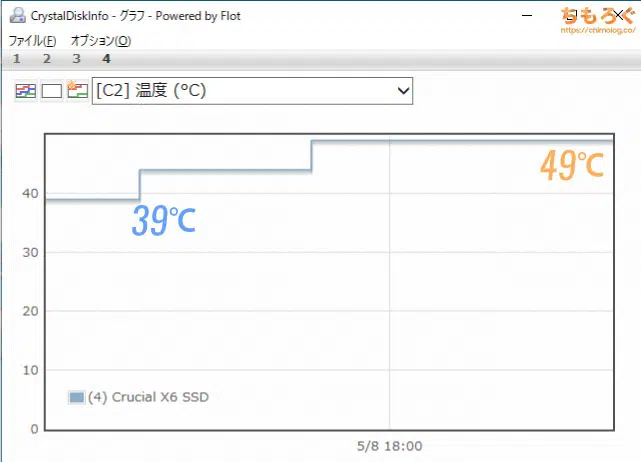 CrystalDiskInfo - グラフ - Powered by Flot
ちもろぐ
https://chimolog.co/
ファイル(F) オプション(O)
1 2 3 4
[C2] 温度 (°C)
49℃
40
39℃
30
20
10
(4) Crucial X6 SSD
0
5/8 18:00